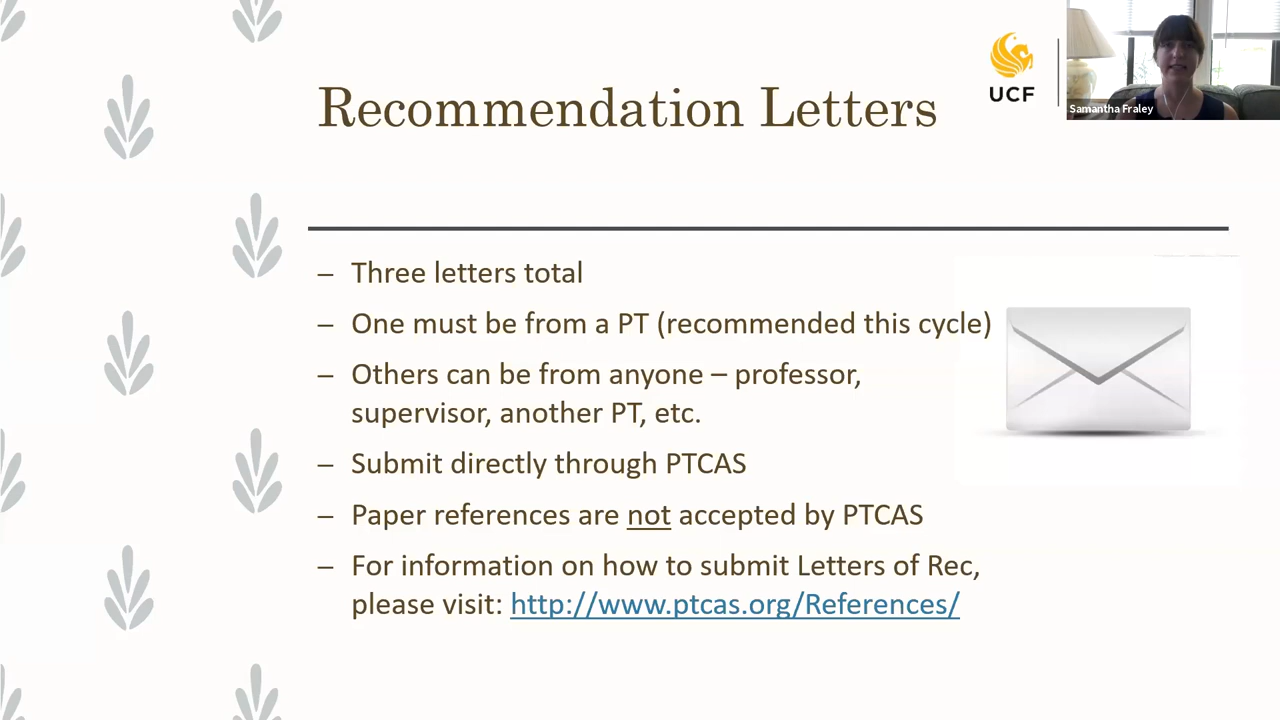 Recommendation Letters
UCF
Samantha Fraley
– Three letters total
– One must be from a PT (recommended this cycle)
– Others can be from anyone – professor,
supervisor, another PT, etc.
– Submit directly through PTCAS
– Paper references are not accepted by PTCAS
– For information on how to submit Letters of Rec,
please visit: http://www.ptcas.org/References/